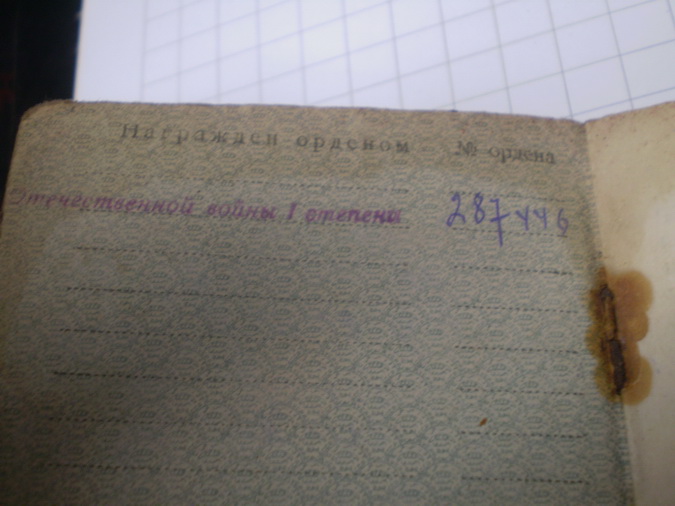 Награжден орденом № ордена
Отечественной войны I степени 287446